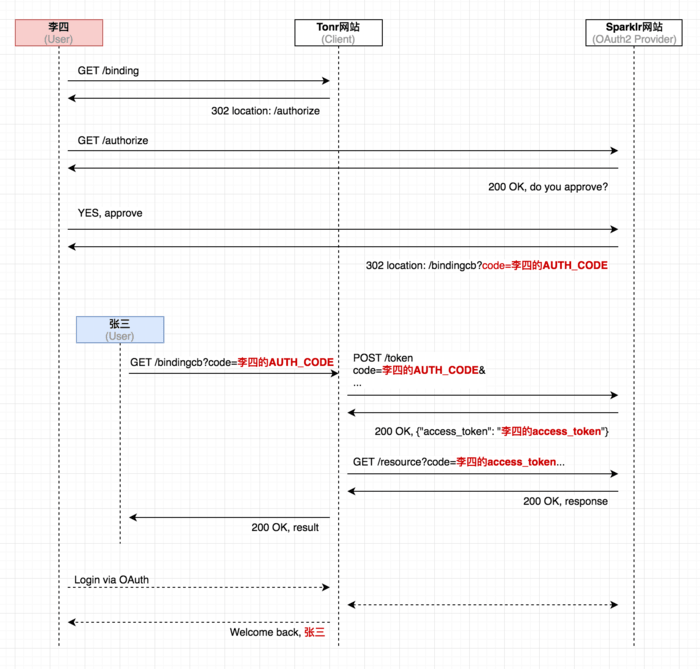 李四
(User)
Tonr网站
(Client)
Sparklr网站
(OAuth2 Provider)
GET /binding
302 location: /authorize
GET /authorize
200 OK, do you approve?
YES, approve
302 location: /bindingcb?code=李四的AUTH_CODE
张三
(User)
GET /bindingcb?code=李四的AUTH_CODE
POST /token
code=李四的AUTH_CODE&
...
200 OK, {"access_token": "李四的access_token"}
GET /resource?code=李四的access_token...
200 OK, response
200 OK, result
Login via OAuth
Welcome back, 张三